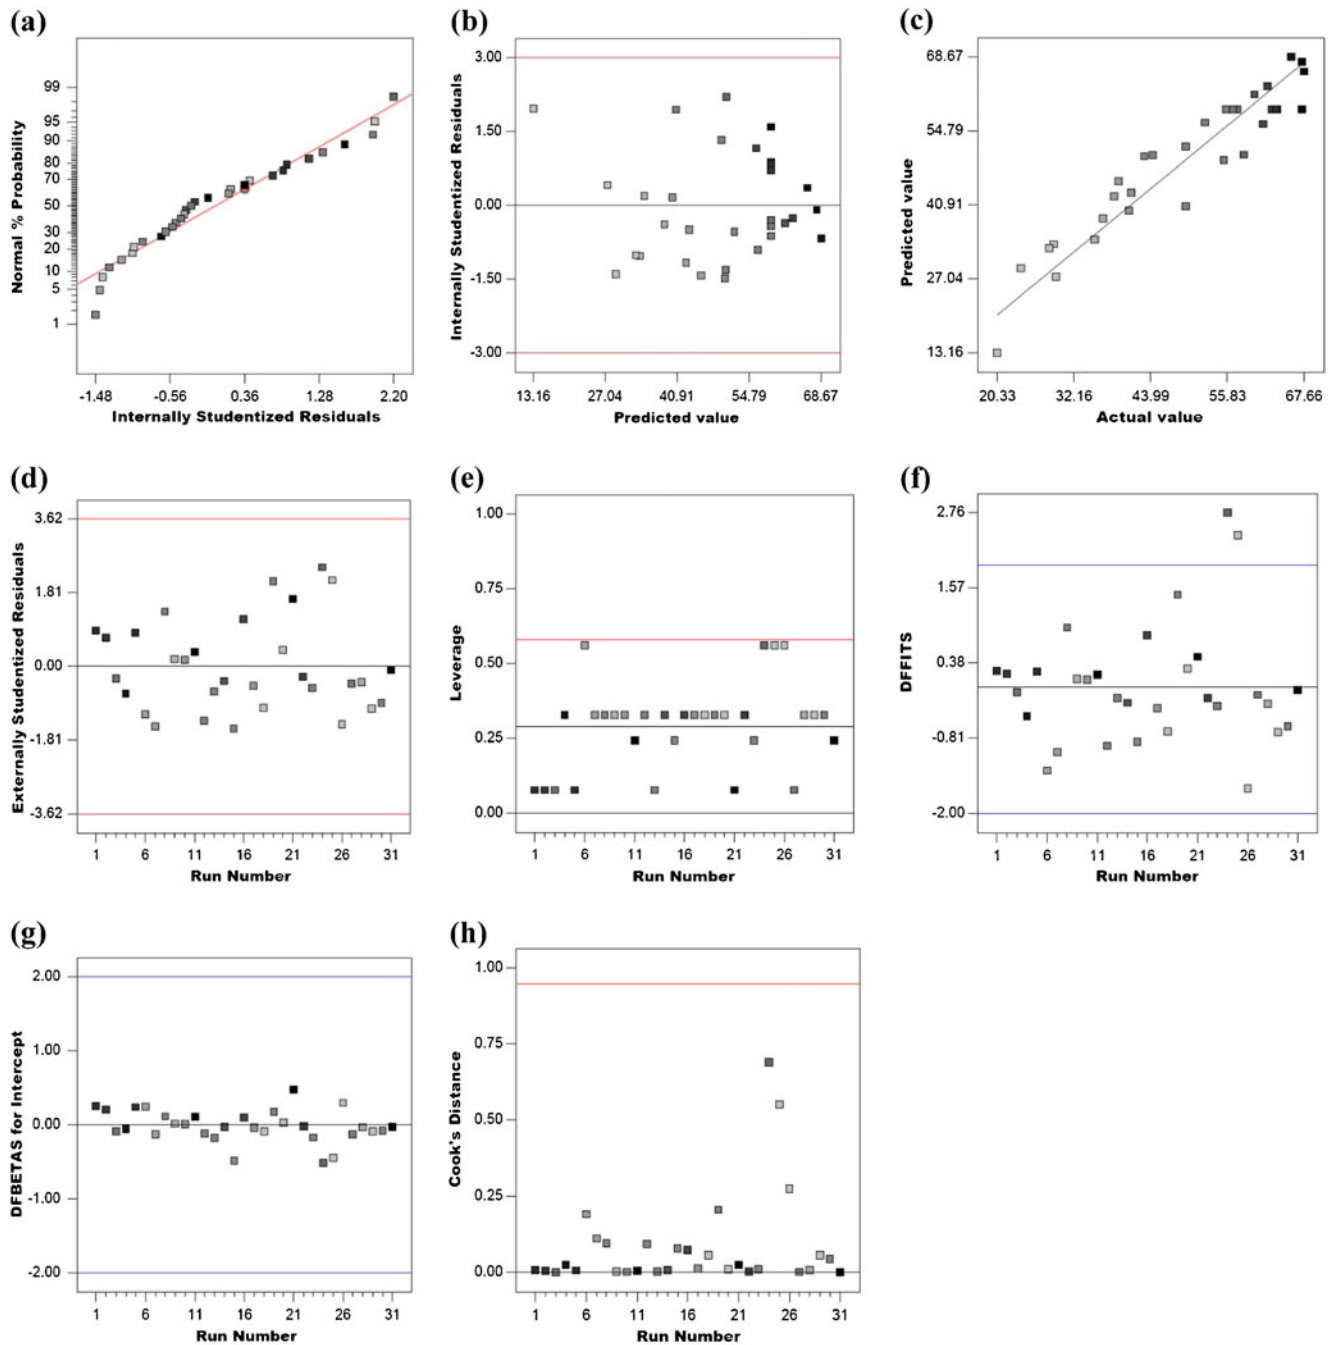 (a)
Normal % Probability
99
95
90
80
70
50
30
20
10
5
1
-1.48 -0.56 0.36 1.28 2.20
Internally Studentized Residuals
(b)
Internally Studentized Residuals
3.00
1.50
0.00
-1.50
-3.00
13.16 27.04 40.91 54.79 68.67
Predicted value
(c)
Predicted value
68.67
54.79
40.91
27.04
13.16
20.33 32.16 43.99 55.83 67.66
Actual value
(d)
Externally Studentized Residuals
3.62
1.81
0.00
-1.81
-3.62
1 6 11 16 21 26 31
Run Number
(e)
Leverage
1.00
0.75
0.50
0.25
0.00
1 6 11 16 21 26 31
Run Number
(f)
DFFITS
2.76
1.57
0.38
-0.81
-2.00
1 6 11 16 21 26 31
Run Number
(g)
DFBETAS for Intercept
2.00
1.00
0.00
-1.00
-2.00
1 6 11 16 21 26 31
Run Number
(h)
Cook's Distance
1.00
0.75
0.50
0.25
0.00
1 6 11 16 21 26 31
Run Number